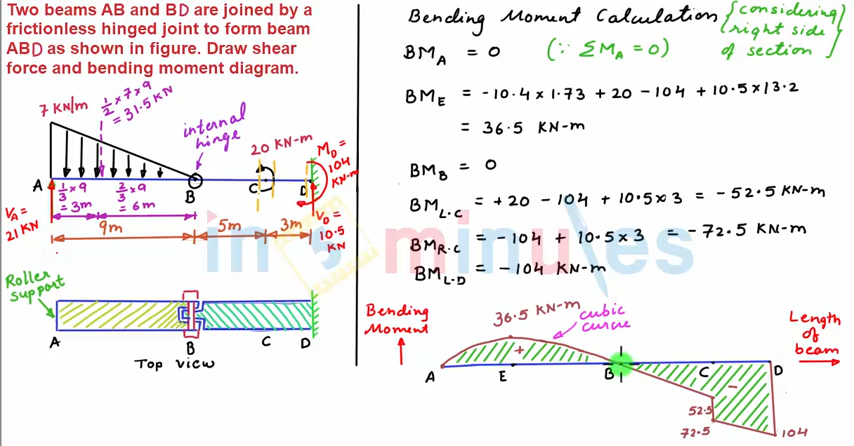 Two beams AB and BD are joined by a
frictionless hinged joint to form beam
ABD as shown in figure. Draw shear
force and bending moment diagram.
7 KN/m
1/2 × 7 × 9
= 31.5 KN
internal
hinge
20 KN-m
M_D =
104
KN-m
A
1/3 × 9
= 3m
2/3 × 9
= 6m
B
C
D
V_A =
21 KN
V_D =
10.5
KN
9m
5m
3m
in 5 minutes
Roller
support
A
B
C
D
Top view
Bending Moment Calculation {considering right side of section}
BM_A = 0 (∵ ΣM_A = 0)
BM_E = -10.4 × 1.73 + 20 - 104 + 10.5 × 13.2
= 36.5 KN-m
BM_B = 0
BM_L.C = +20 - 104 + 10.5 × 3 = -52.5 KN-m
BM_R.C = -104 + 10.5 × 3 = -72.5 KN-m
BM_L.D = -104 KN-m
Bending
Moment
36.5 KN-m
cubic
curve
Length
of
beam
+
A
E
B
C
D
-
52.5
72.5
104